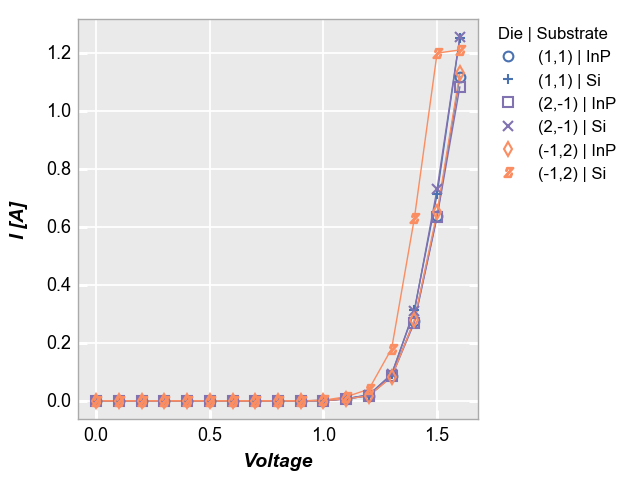 Die | Substrate
(1,1) | InP
(1,1) | Si
(2,-1) | InP
(2,-1) | Si
(-1,2) | InP
(-1,2) | Si
I [A]
1.2
1.0
0.8
0.6
0.4
0.2
0.0
0.0 0.5 1.0 1.5
Voltage